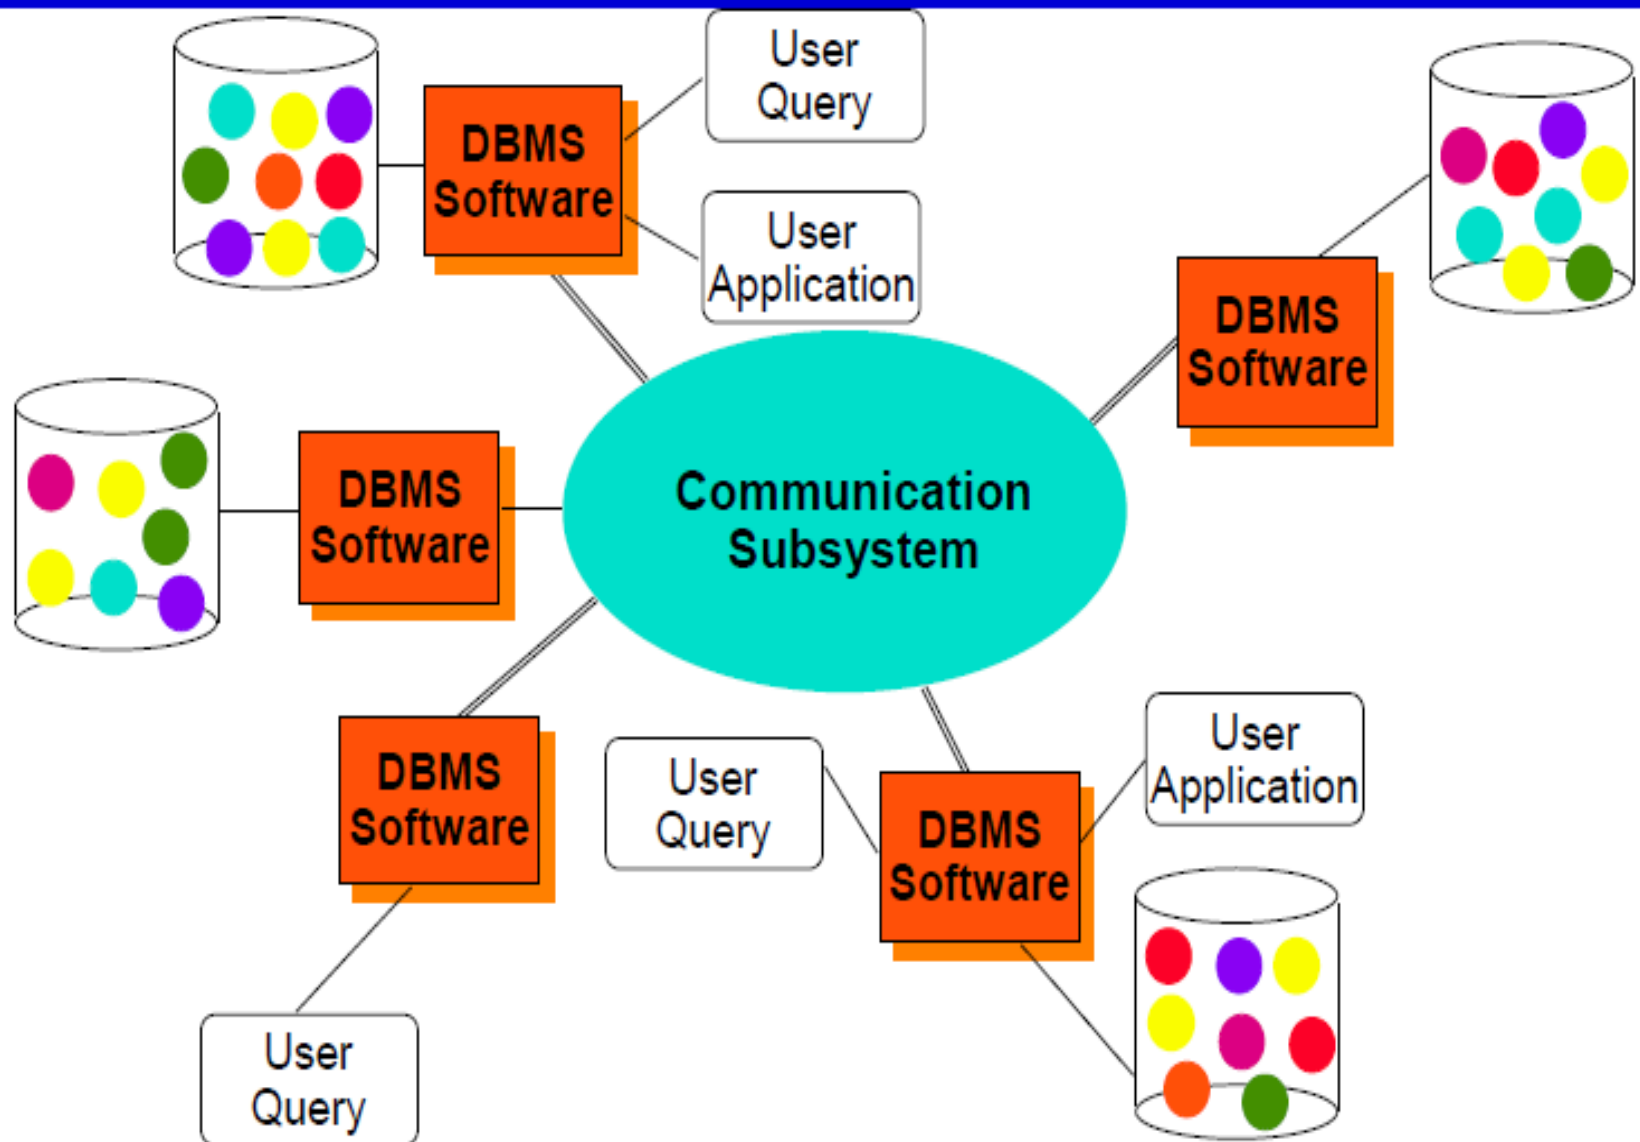 User
Query
DBMS
Software
User
Application
DBMS
Software
DBMS
Software
Communication
Subsystem
DBMS
Software
User
Query
User
Application
DBMS
Software
User
Query